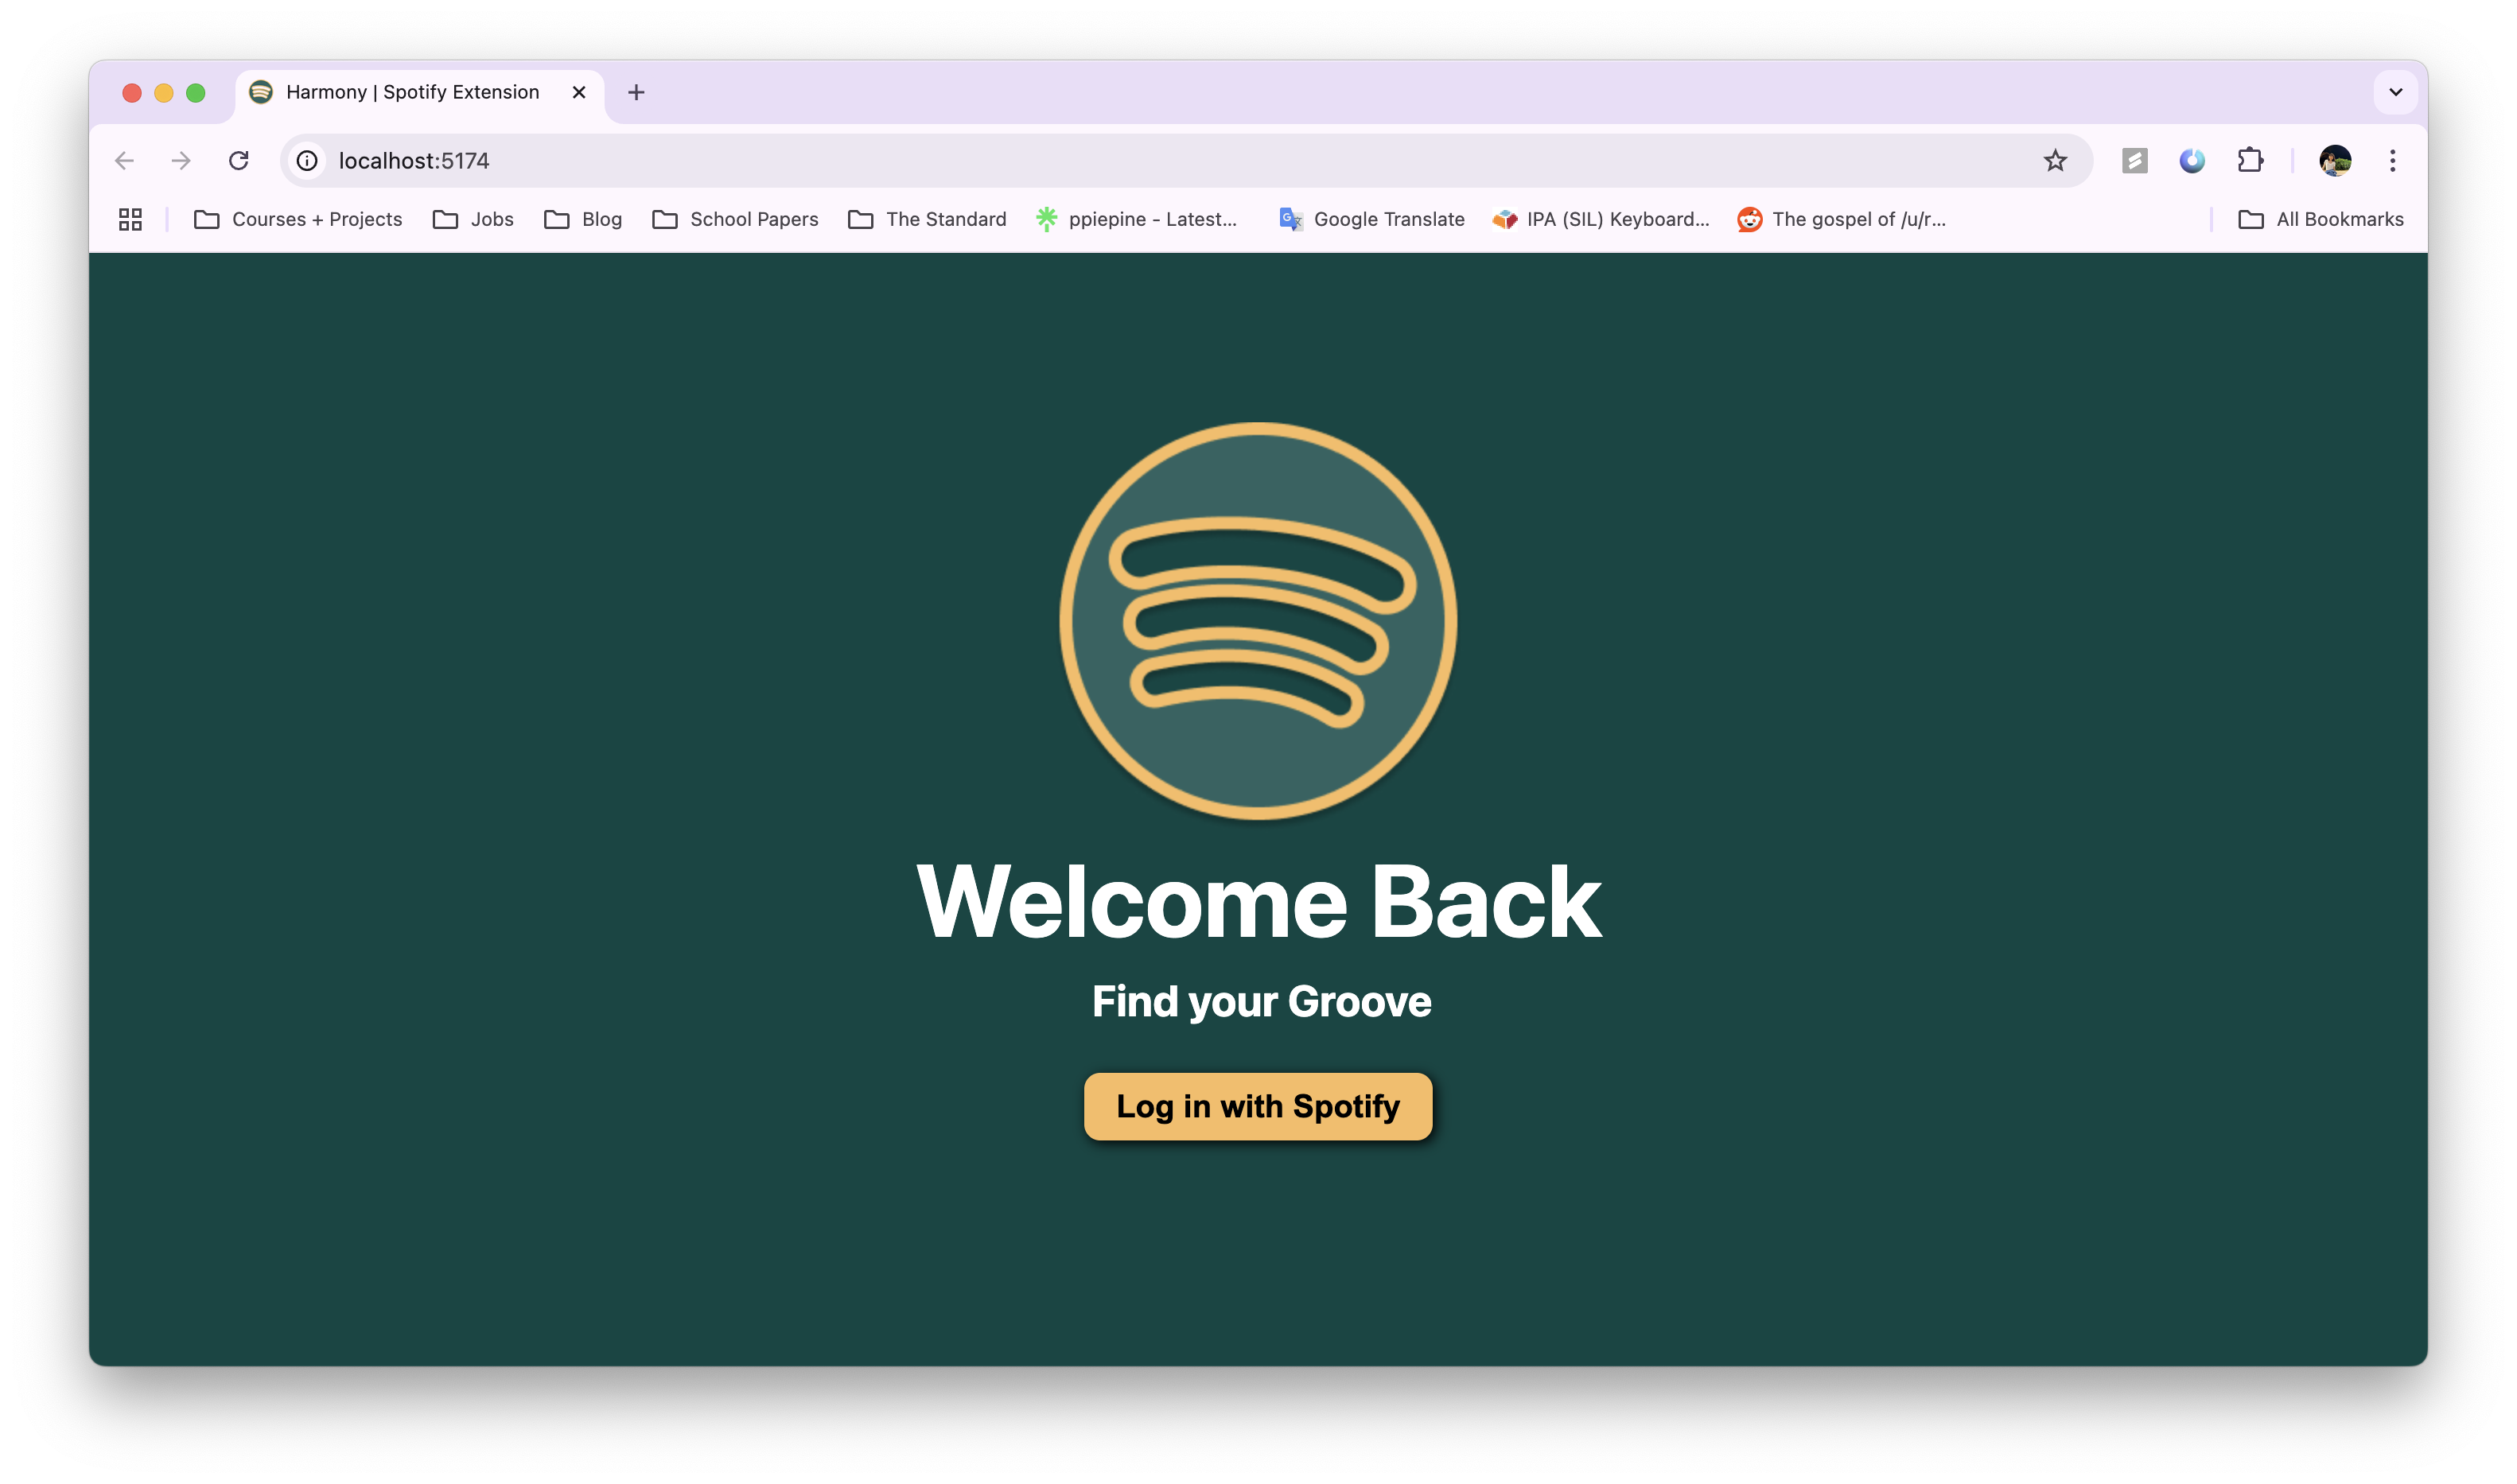 Harmony | Spotify Extension
localhost:5174
Courses + Projects Jobs Blog School Papers The Standard ppiepine - Latest... Google Translate IPA (SIL) Keyboard... The gospel of /u/r... All Bookmarks
Welcome Back
Find your Groove
Log in with Spotify